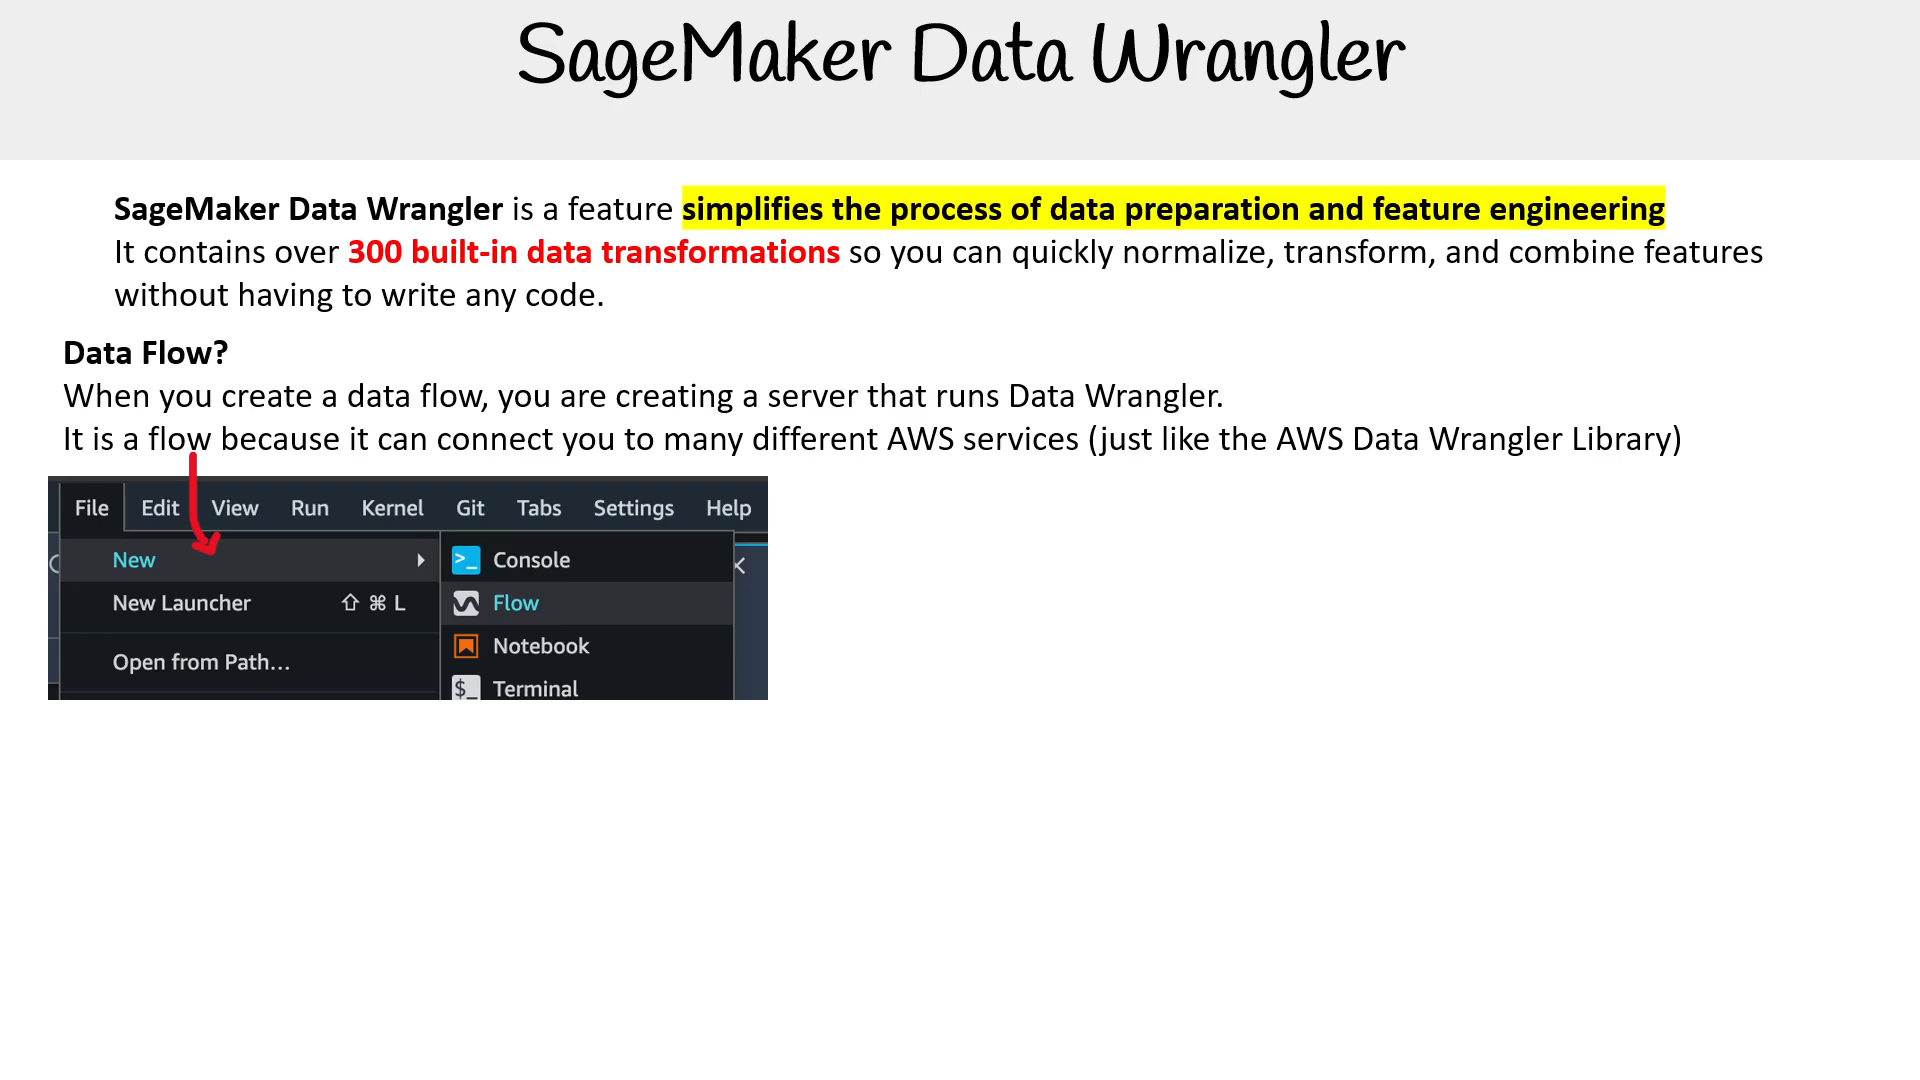 SageMaker Data Wrangler
SageMaker Data Wrangler is a feature simplifies the process of data preparation and feature engineering
It contains over 300 built-in data transformations so you can quickly normalize, transform, and combine features
without having to write any code.
Data Flow?
When you create a data flow, you are creating a server that runs Data Wrangler.
It is a flow because it can connect you to many different AWS services (just like the AWS Data Wrangler Library)
File Edit View Run Kernel Git Tabs Settings Help
New
New Launcher ⇧ ⌘ L
Open from Path…
Console
Flow
Notebook
$_ Terminal